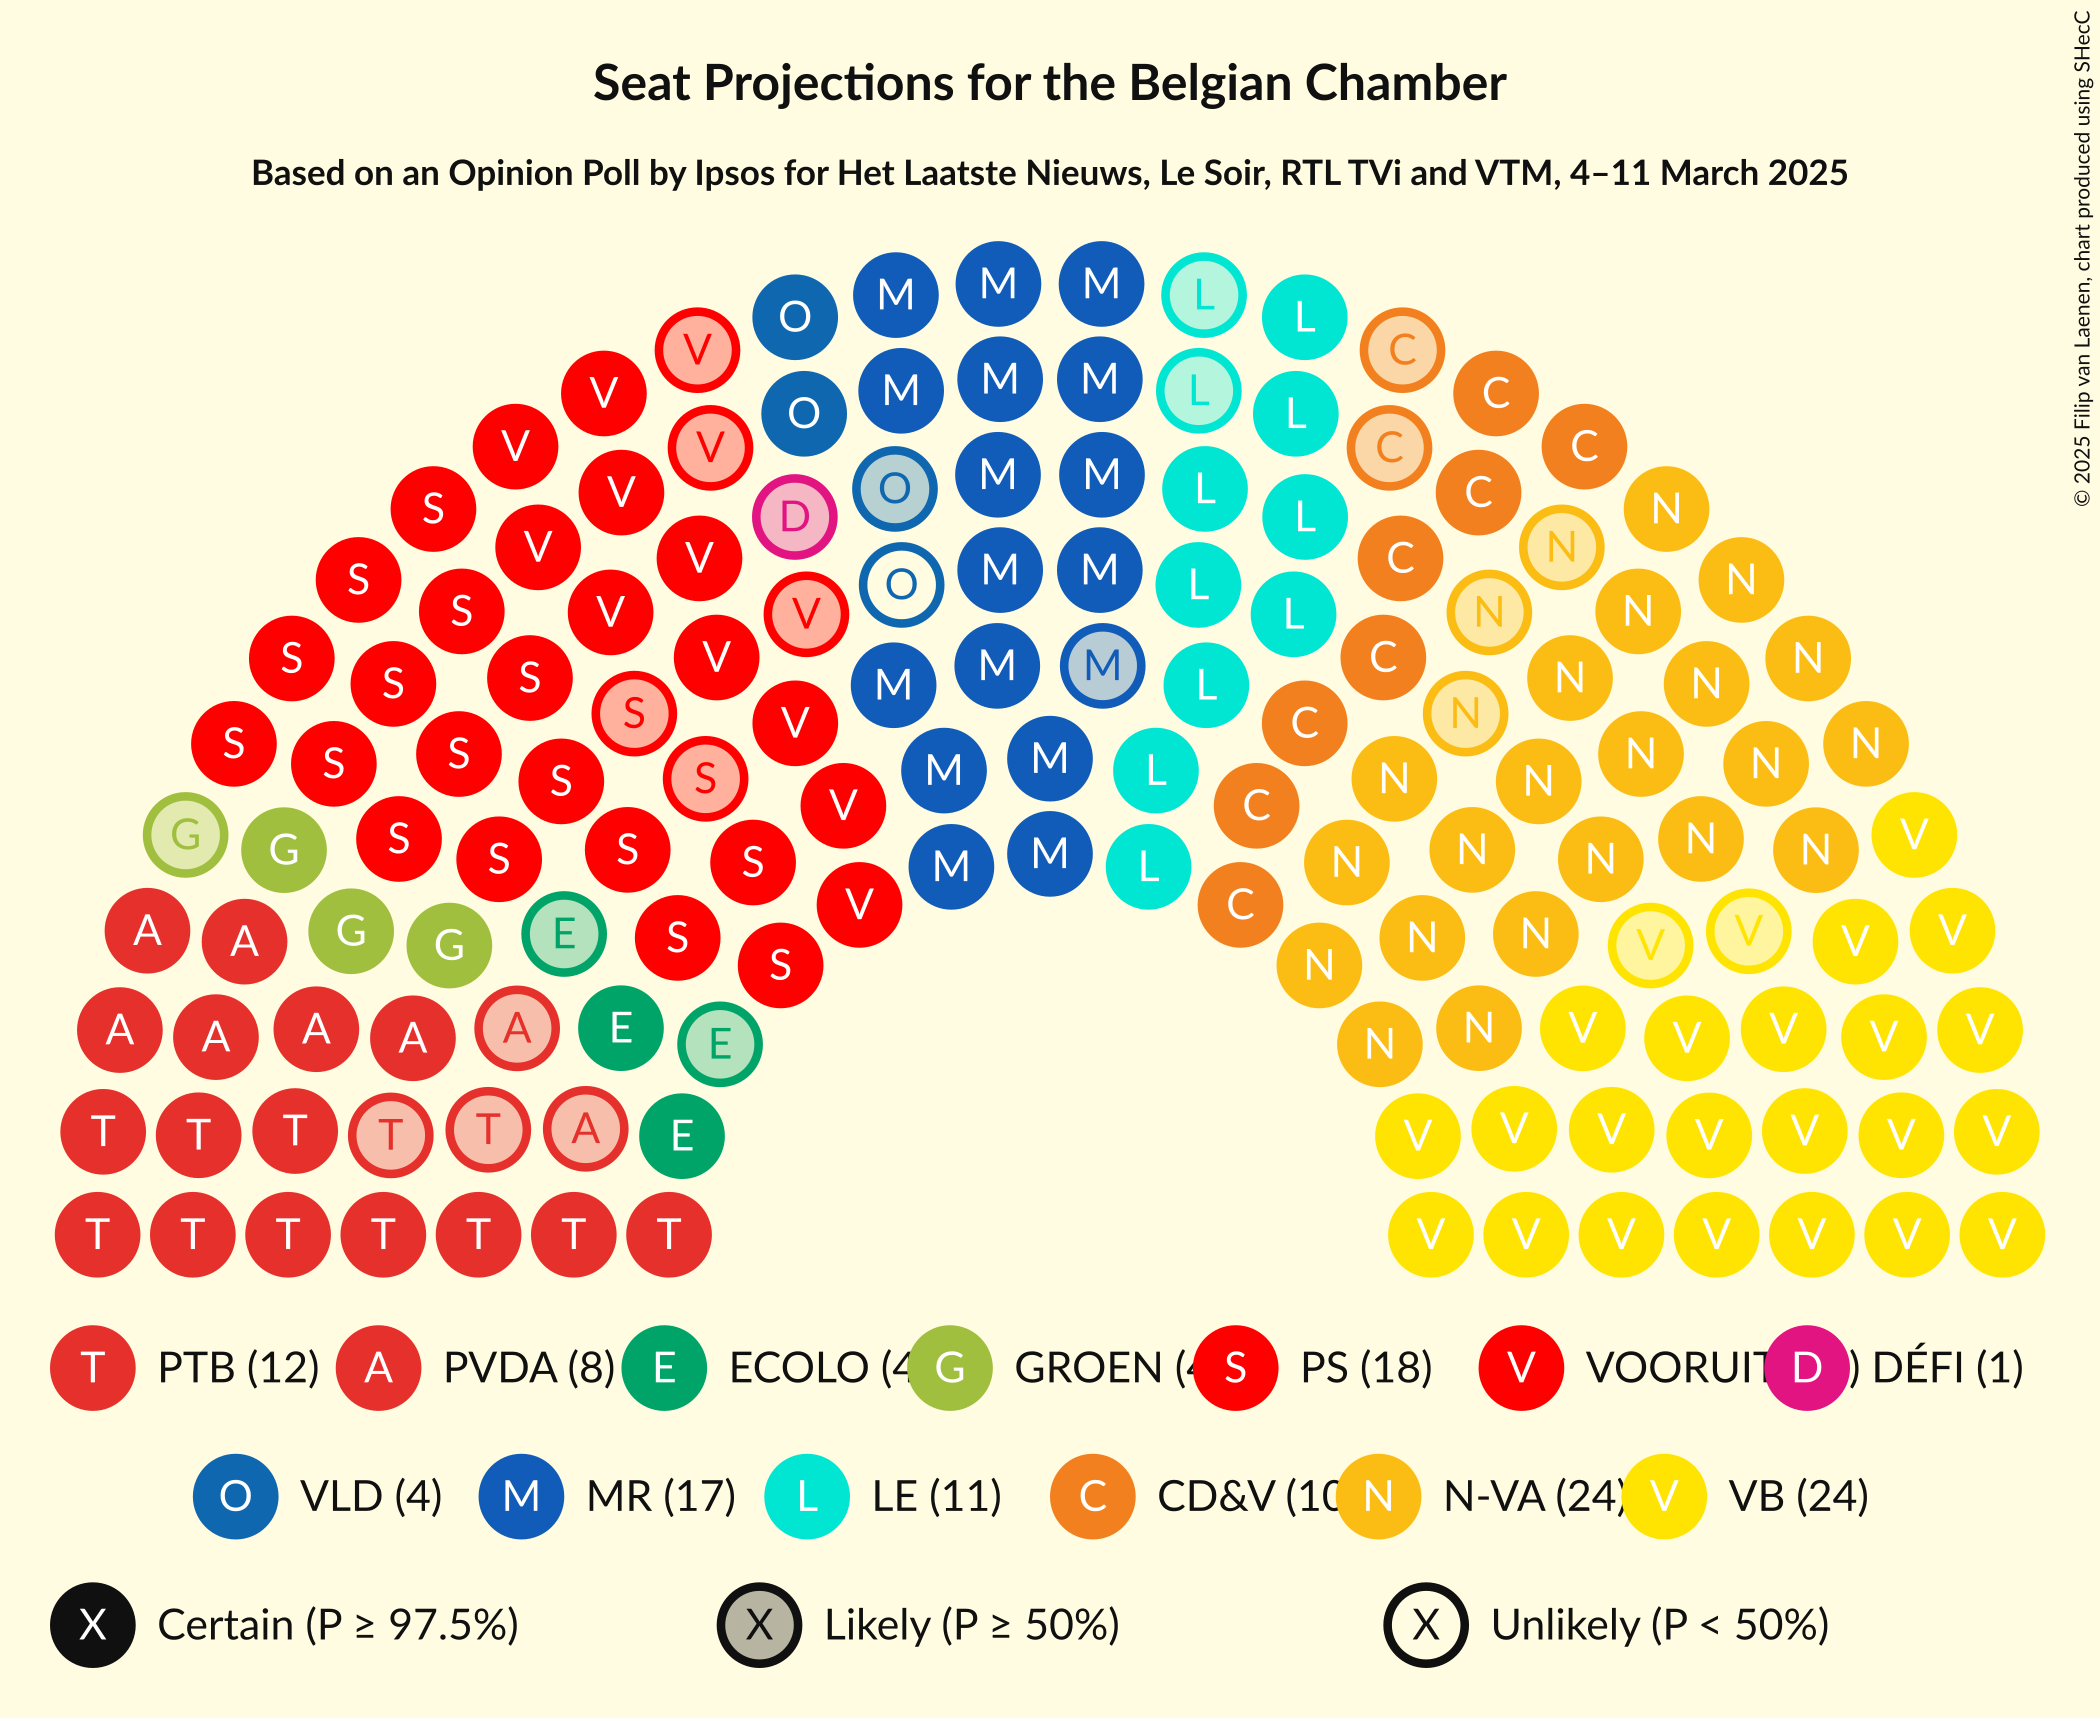 Seat Projections for the Belgian Chamber
Based on an Opinion Poll by Ipsos for Het Laatste Nieuws, Le Soir, RTL TVi and VTM, 4–11 March 2025
© 2025 Filip van Laenen, chart produced using SHecC
O M M M L L
V V O M M M L L C C
S V V V D O M M L L C C C N
S S V V V V O M M L L C N N N N
S S S S V V M M M L C C N N N N
S S S S S V M M L C N N N N N
G G S S S S V M M L C N N N N N N V
A A G G E S S N N N V V V V
A A A A A E E N N V V V V V
T T T T T A E V V V V V V V
T T T T T T T V V V V V V V
T PTB (12) A PVDA (8) E ECOLO (4 G GROEN (4 S PS (18) V VOORUIT D ) DÉFI (1)
O VLD (4) M MR (17) L LE (11) C CD&V (10 N N-VA (24) V VB (24)
X Certain (P ≥ 97.5%) X Likely (P ≥ 50%) X Unlikely (P < 50%)